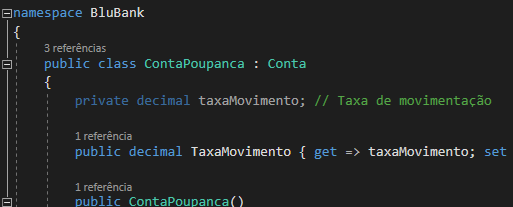 namespace BluBank
{
3 referências
public class ContaPoupanca : Conta
{
private decimal taxaMovimento; // Taxa de movimentação
1 referência
public decimal TaxaMovimento { get => taxaMovimento; set
1 referência
public ContaPoupanca()